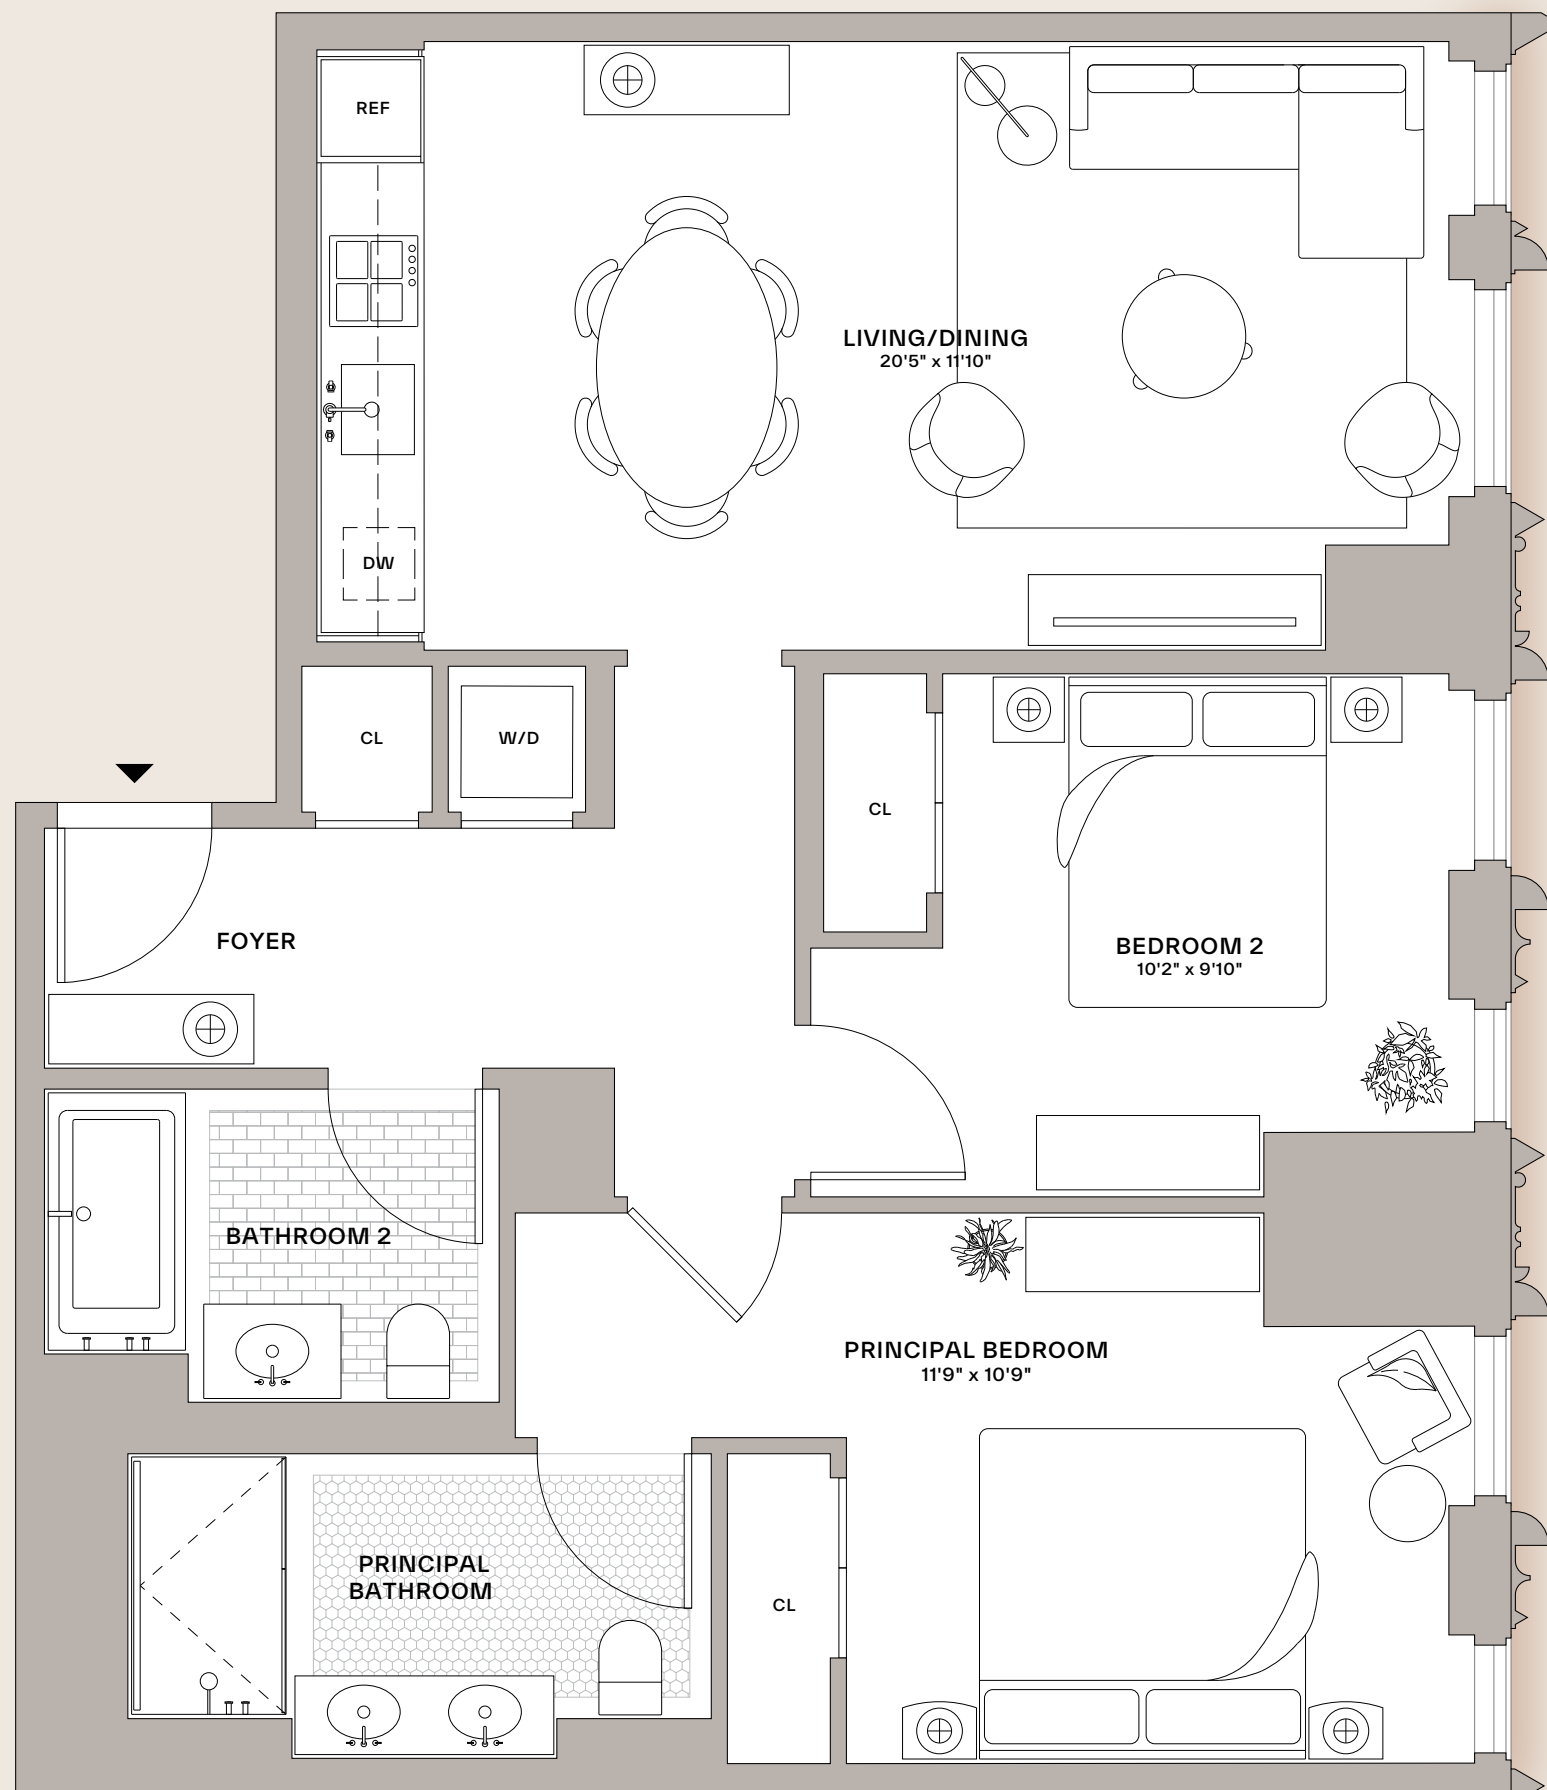 REF
LIVING/DINING
20'5" x 11'10"
DW
CL
W/D
CL
FOYER
BEDROOM 2
10'2" x 9'10"
BATHROOM 2
PRINCIPAL BEDROOM
11'9" x 10'9"
PRINCIPAL
BATHROOM
CL